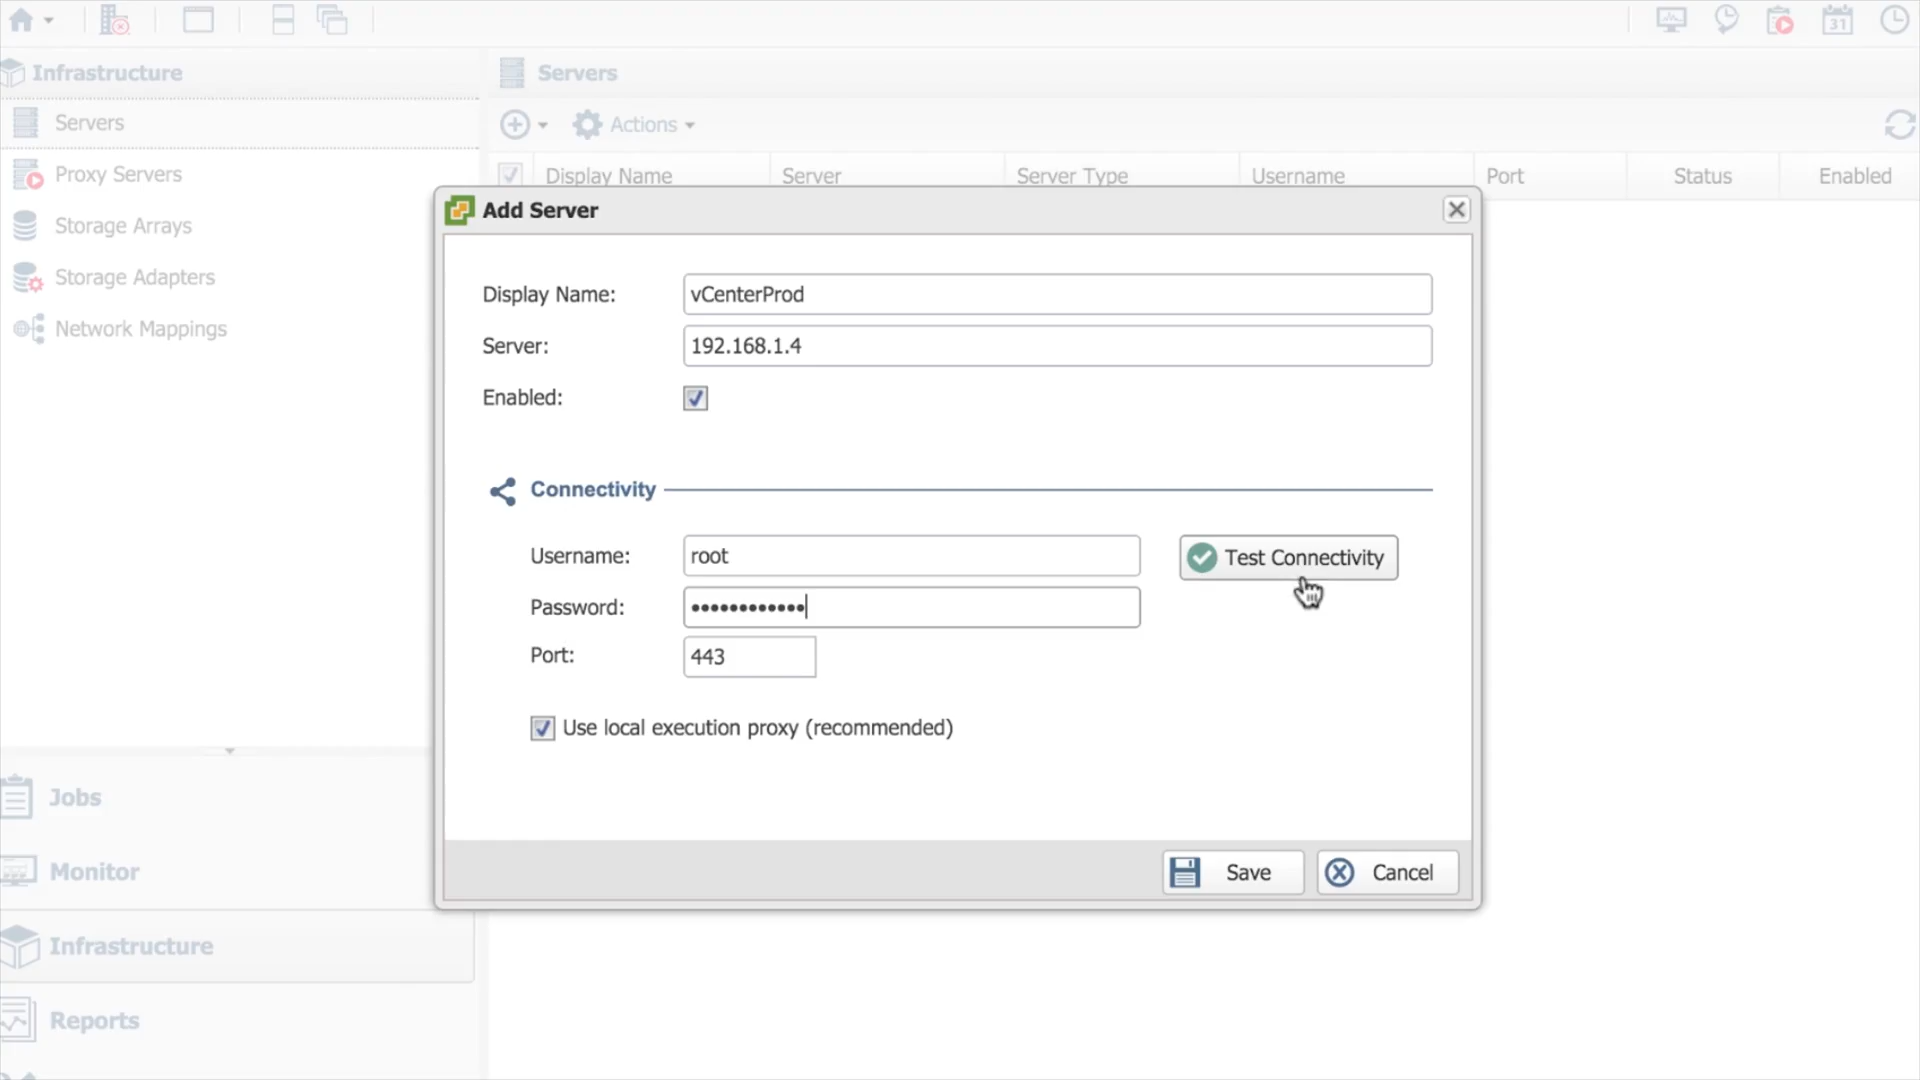 31
Infrastructure
Servers
Servers
Actions
Proxy Servers
Storage Arrays
Storage Adapters
Network Mappings
Display Name
Server
Server Type
Username
Port
Status
Enabled
Add Server
Display Name:
vCenterProd
Server:
192.168.1.4
Enabled:
Connectivity
Username:
root
Test Connectivity
Password:
••••••••••••
Port:
443
Use local execution proxy (recommended)
Save
Cancel
Jobs
Monitor
Infrastructure
Reports